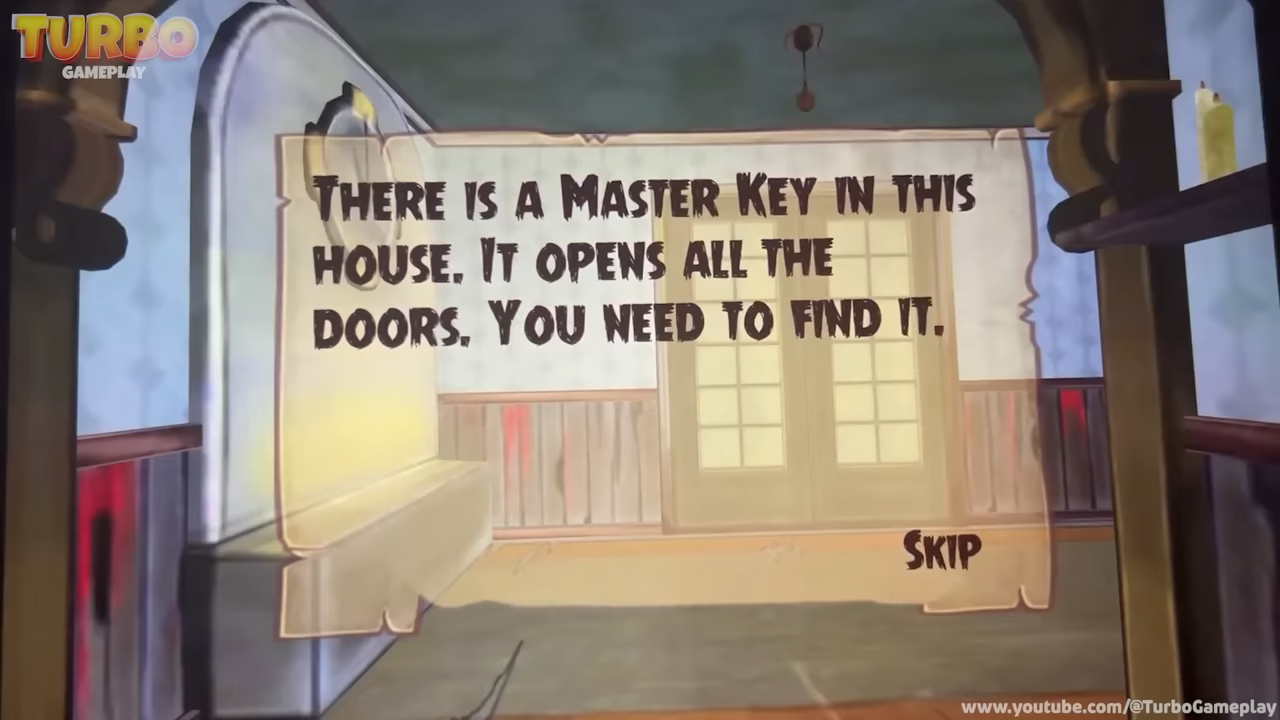 TURBO
GAMEPLAY
THERE IS A MASTER KEY IN THIS
HOUSE. IT OPENS ALL THE
DOORS. YOU NEED TO FIND IT.
SKIP
www.youtube.com/@TurboGameplay